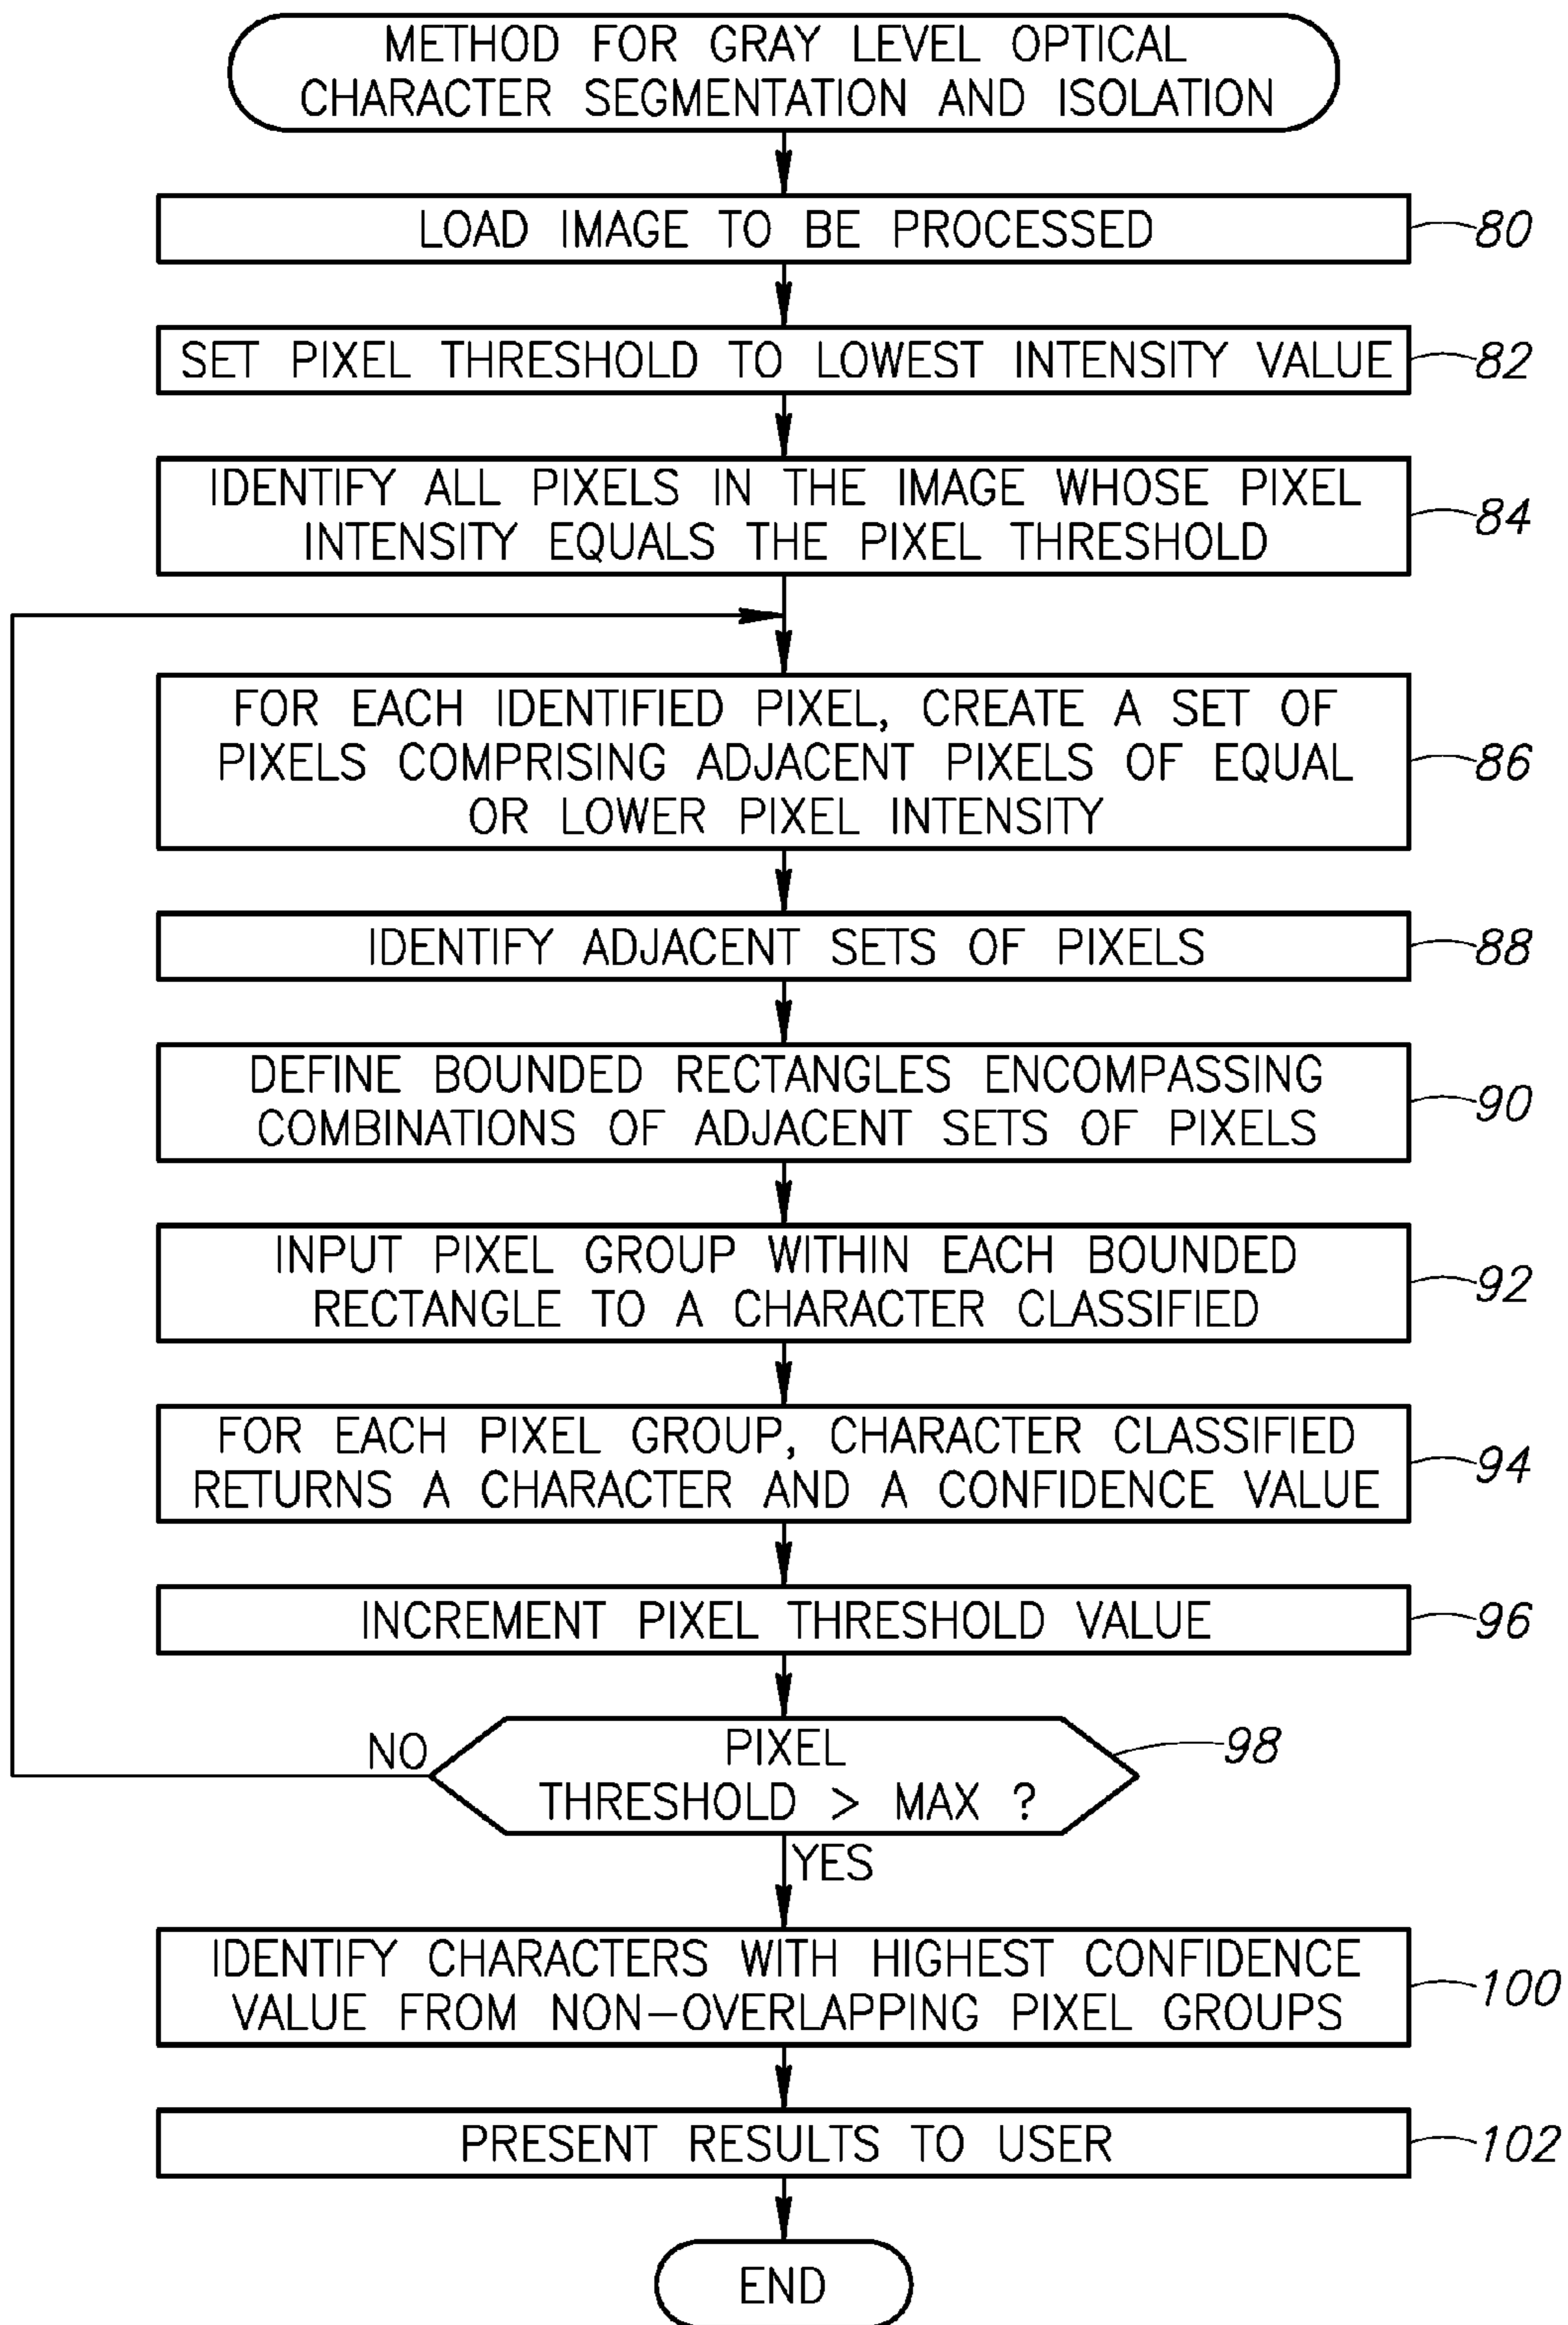 METHOD FOR GRAY LEVEL OPTICAL
CHARACTER SEGMENTATION AND ISOLATION
LOAD IMAGE TO BE PROCESSED
80
SET PIXEL THRESHOLD TO LOWEST INTENSITY VALUE
82
IDENTIFY ALL PIXELS IN THE IMAGE WHOSE PIXEL
INTENSITY EQUALS THE PIXEL THRESHOLD
84
FOR EACH IDENTIFIED PIXEL, CREATE A SET OF
PIXELS COMPRISING ADJACENT PIXELS OF EQUAL
OR LOWER PIXEL INTENSITY
86
IDENTIFY ADJACENT SETS OF PIXELS
88
DEFINE BOUNDED RECTANGLES ENCOMPASSING
COMBINATIONS OF ADJACENT SETS OF PIXELS
90
INPUT PIXEL GROUP WITHIN EACH BOUNDED
RECTANGLE TO A CHARACTER CLASSIFIED
92
FOR EACH PIXEL GROUP, CHARACTER CLASSIFIED
RETURNS A CHARACTER AND A CONFIDENCE VALUE
94
INCREMENT PIXEL THRESHOLD VALUE
96
NO
PIXEL
THRESHOLD > MAX ?
98
YES
IDENTIFY CHARACTERS WITH HIGHEST CONFIDENCE
VALUE FROM NON-OVERLAPPING PIXEL GROUPS
100
PRESENT RESULTS TO USER
102
END